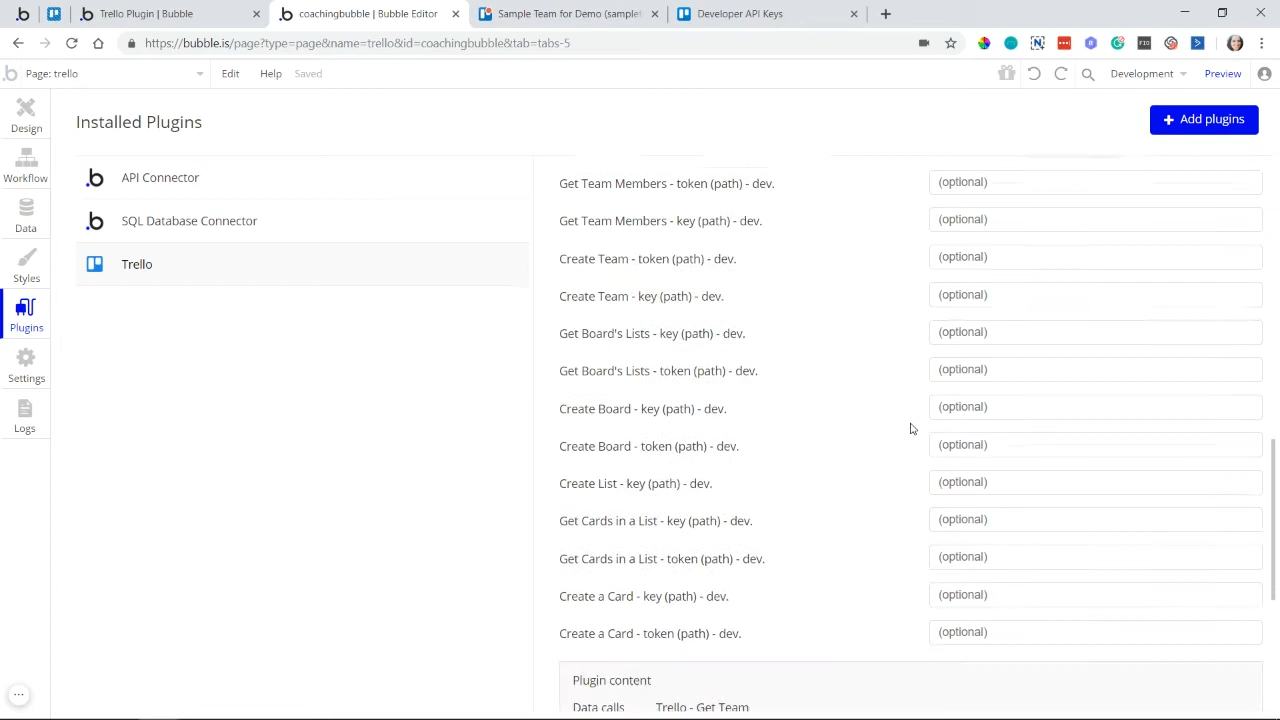 Trello Plugin | Bubble
coachingbubble | Bubble Editor
Sample Team for Demo (samplet
Developer API Keys
https://bubble.is/page?type=page&name=trello&id=coachingbubble&tab=tabs-5
Page: trello
Edit
Help
Saved
Development
Preview
Design
Workflow
Data
Styles
Plugins
Settings
Logs
Installed Plugins
Add plugins
API Connector
SQL Database Connector
Trello
Get Team Members - token (path) - dev. (optional)
Get Team Members - key (path) - dev. (optional)
Create Team - token (path) - dev. (optional)
Create Team - key (path) - dev. (optional)
Get Board's Lists - key (path) - dev. (optional)
Get Board's Lists - token (path) - dev. (optional)
Create Board - key (path) - dev. (optional)
Create Board - token (path) - dev. (optional)
Create List - key (path) - dev. (optional)
Get Cards in a List - key (path) - dev. (optional)
Get Cards in a List - token (path) - dev. (optional)
Create a Card - key (path) - dev. (optional)
Create a Card - token (path) - dev. (optional)
Plugin content
Data calls Trello - Get Team